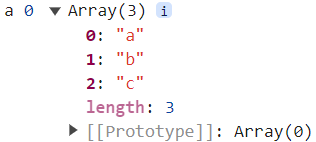 a 0 ▼ Array(3) i
0: "a"
1: "b"
2: "c"
length: 3
▶ [[Prototype]]: Array(0)